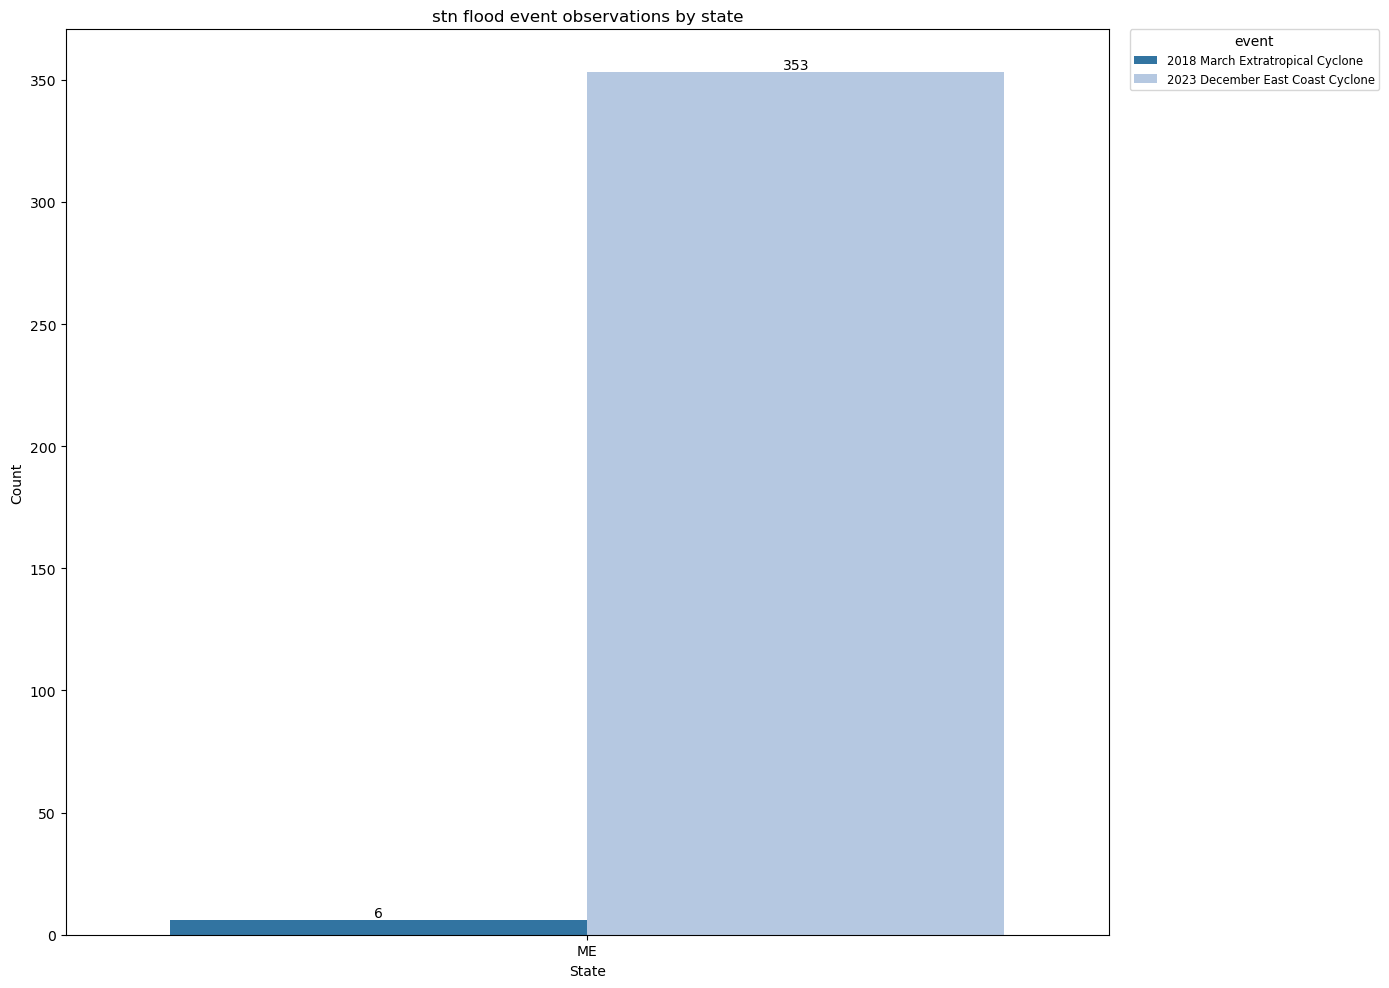 stn flood event observations by state
event
2018 March Extratropical Cyclone
2023 December East Coast Cyclone
353
350
300
250
200
150
100
50
0
Count
6
ME
State